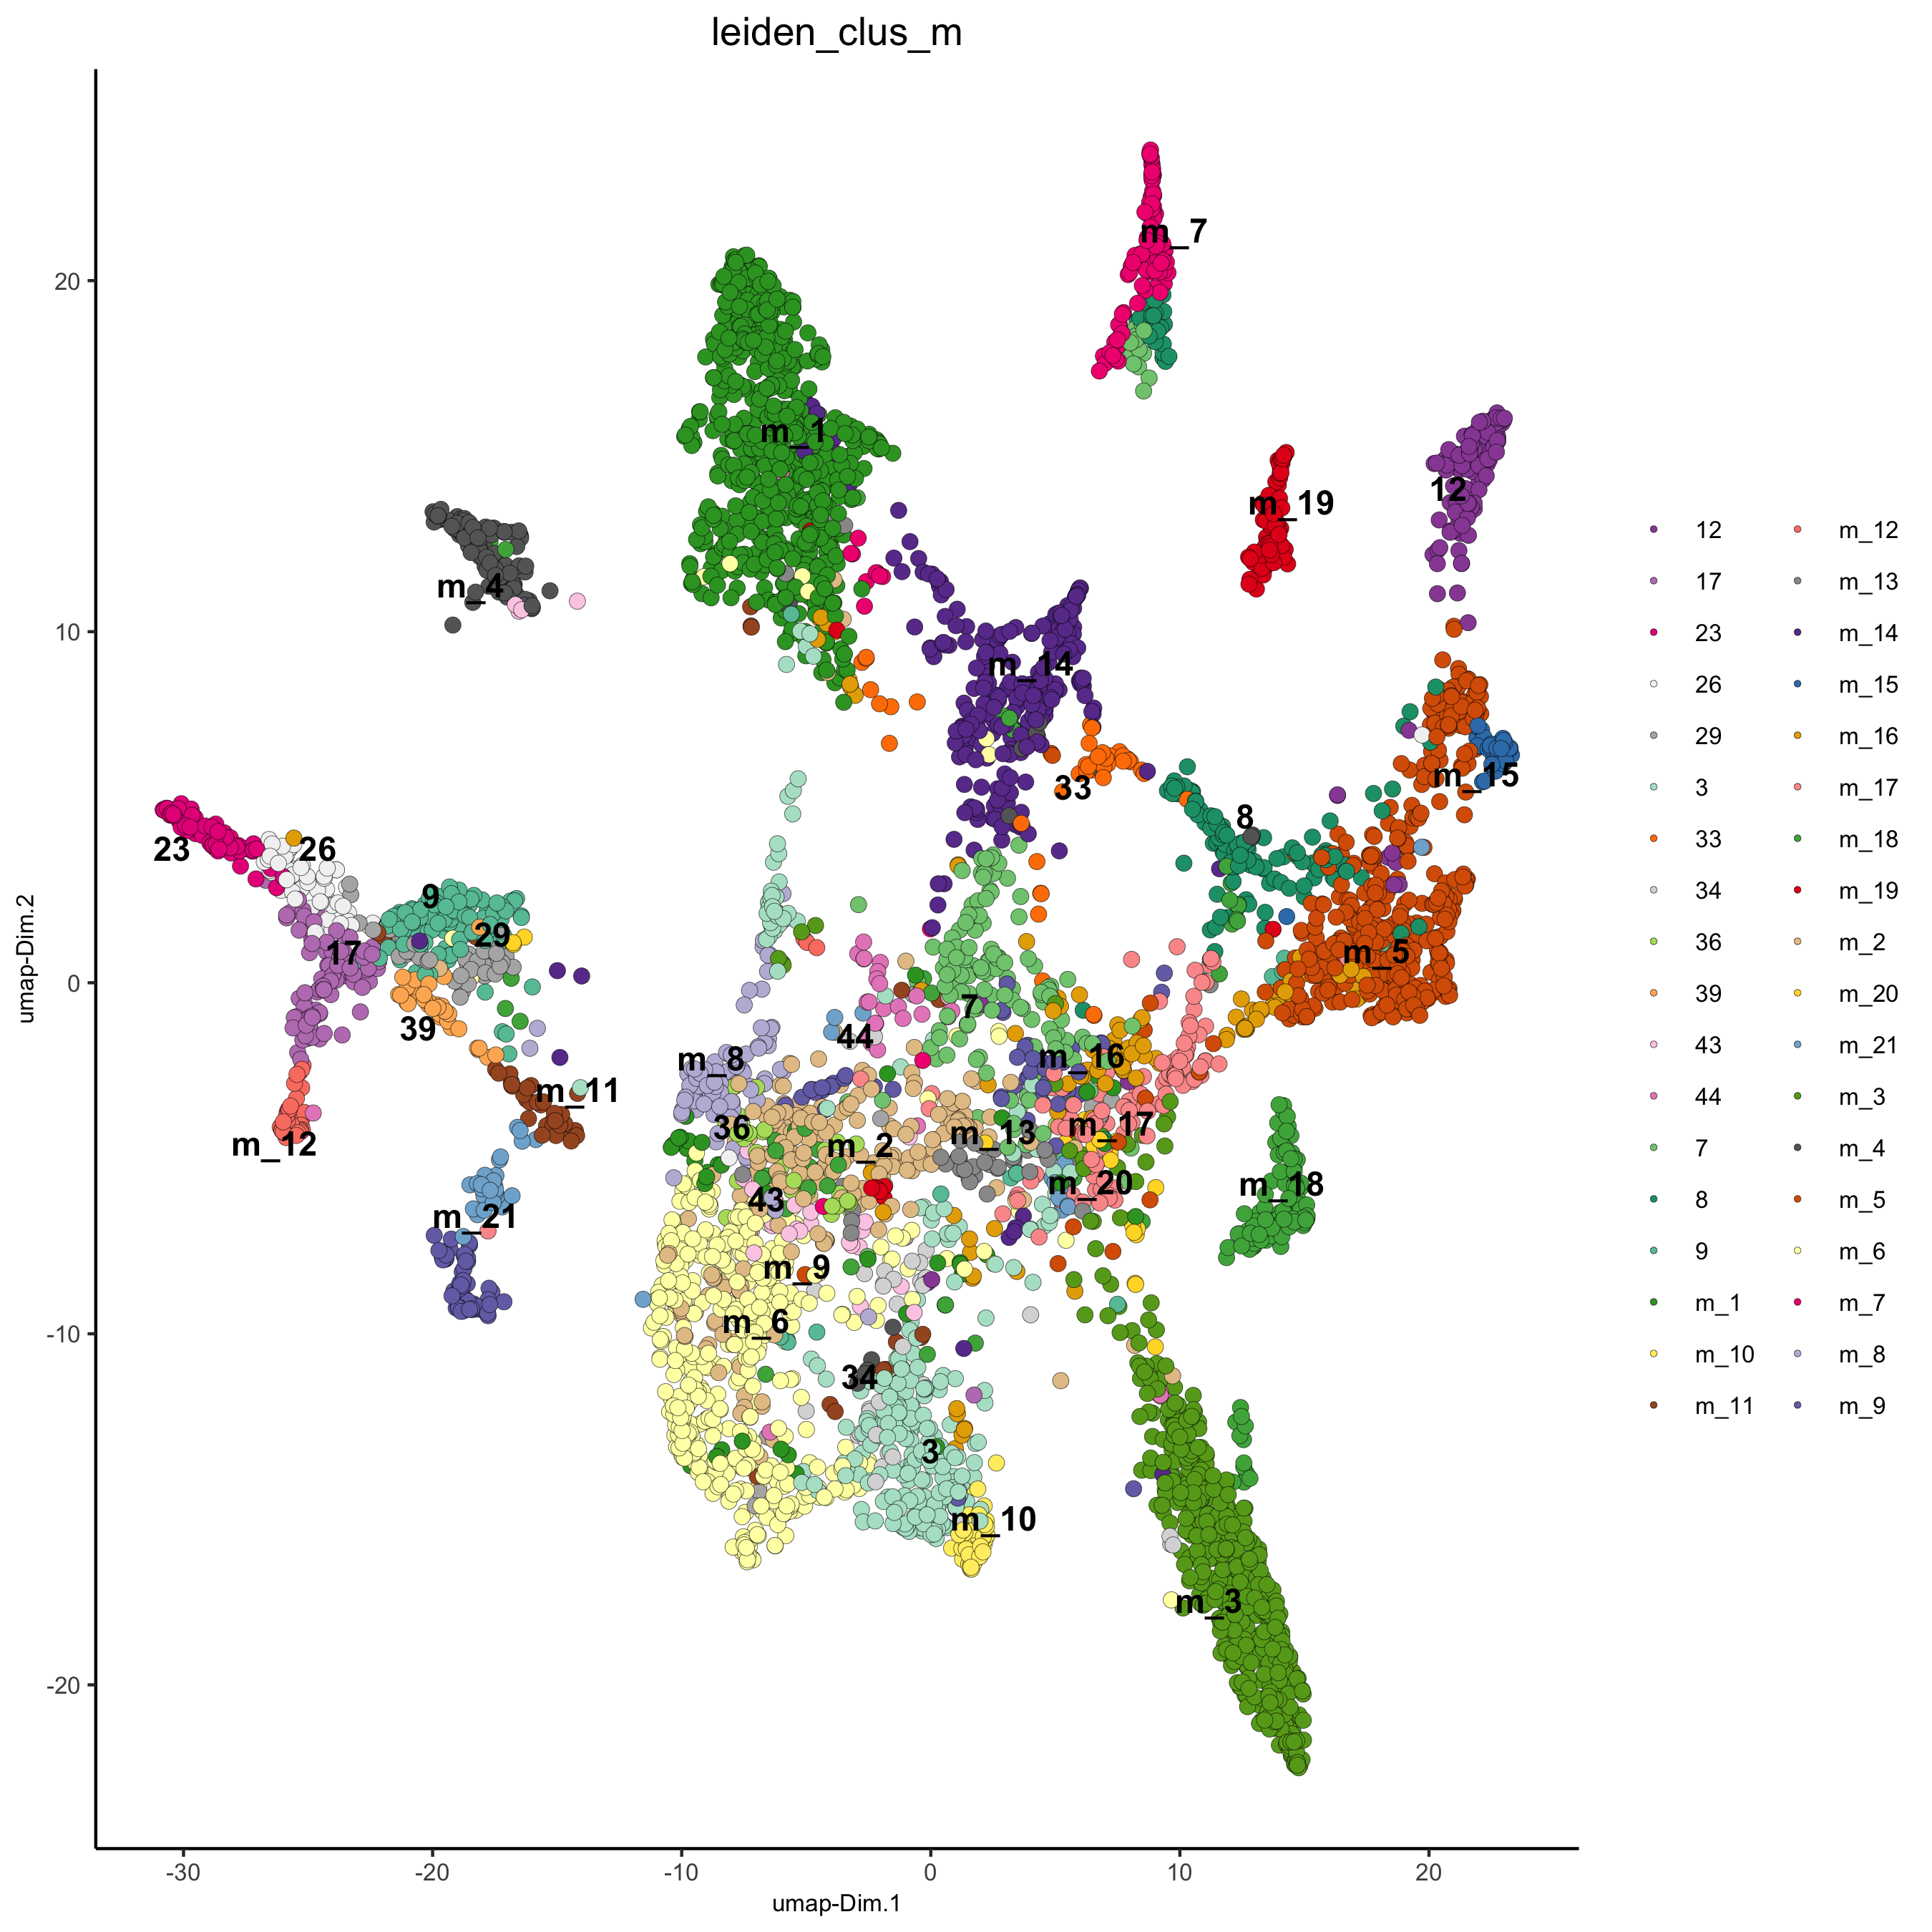 leiden_clus_m
m_7
20
m_1
m_19
12
m_4
10
m_14
33
m_15
8
23
26
9
29
17
m_5
umap-Dim.2
0
7
39
44
m_8
m_16
m_11
36
m_17
m_12
m_2
m_13
43
m_20
m_18
m_21
m_9
m_6
-10
34
3
m_10
m_3
-20
-30 -20 -10 0 10 20
umap-Dim.1
12 m_12
17 m_13
23 m_14
26 m_15
29 m_16
3 m_17
33 m_18
34 m_19
36 m_2
39 m_20
43 m_21
44 m_3
7 m_4
8 m_5
9 m_6
m_1 m_7
m_10 m_8
m_11 m_9